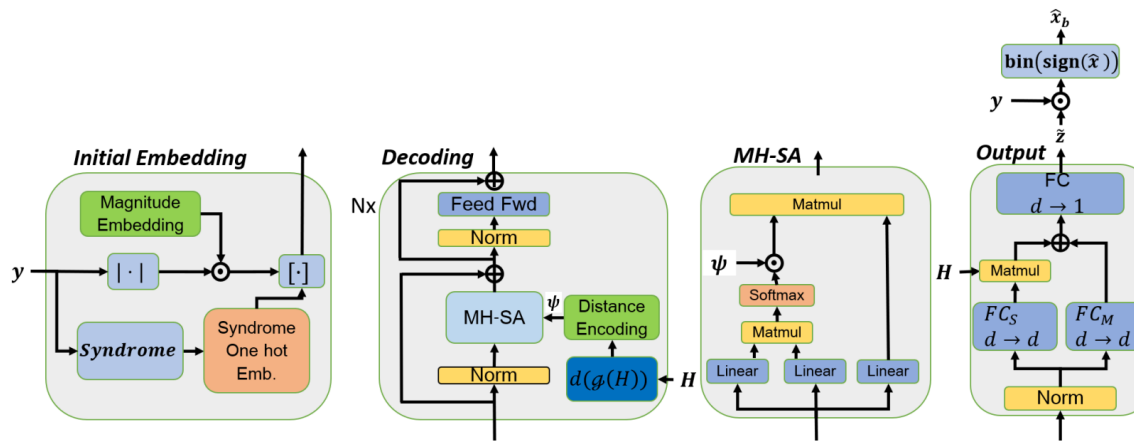 Initial Embedding
Magnitude
Embedding
y
| · |
⊙
[·]
Syndrome
Syndrome
One hot
Emb.
Decoding
Nx
⊕
Feed Fwd
Norm
⊕
MH-SA
ψ
Distance
Encoding
Norm
d(𝒢(H))
H
MH-SA
Matmul
ψ
⊙
Softmax
Matmul
Linear
Linear
Linear
x̂_b
bin(sign(x̂))
y
⊙
z̃
Output
FC
d → 1
⊕
H
Matmul
FC_S
d → d
FC_M
d → d
Norm